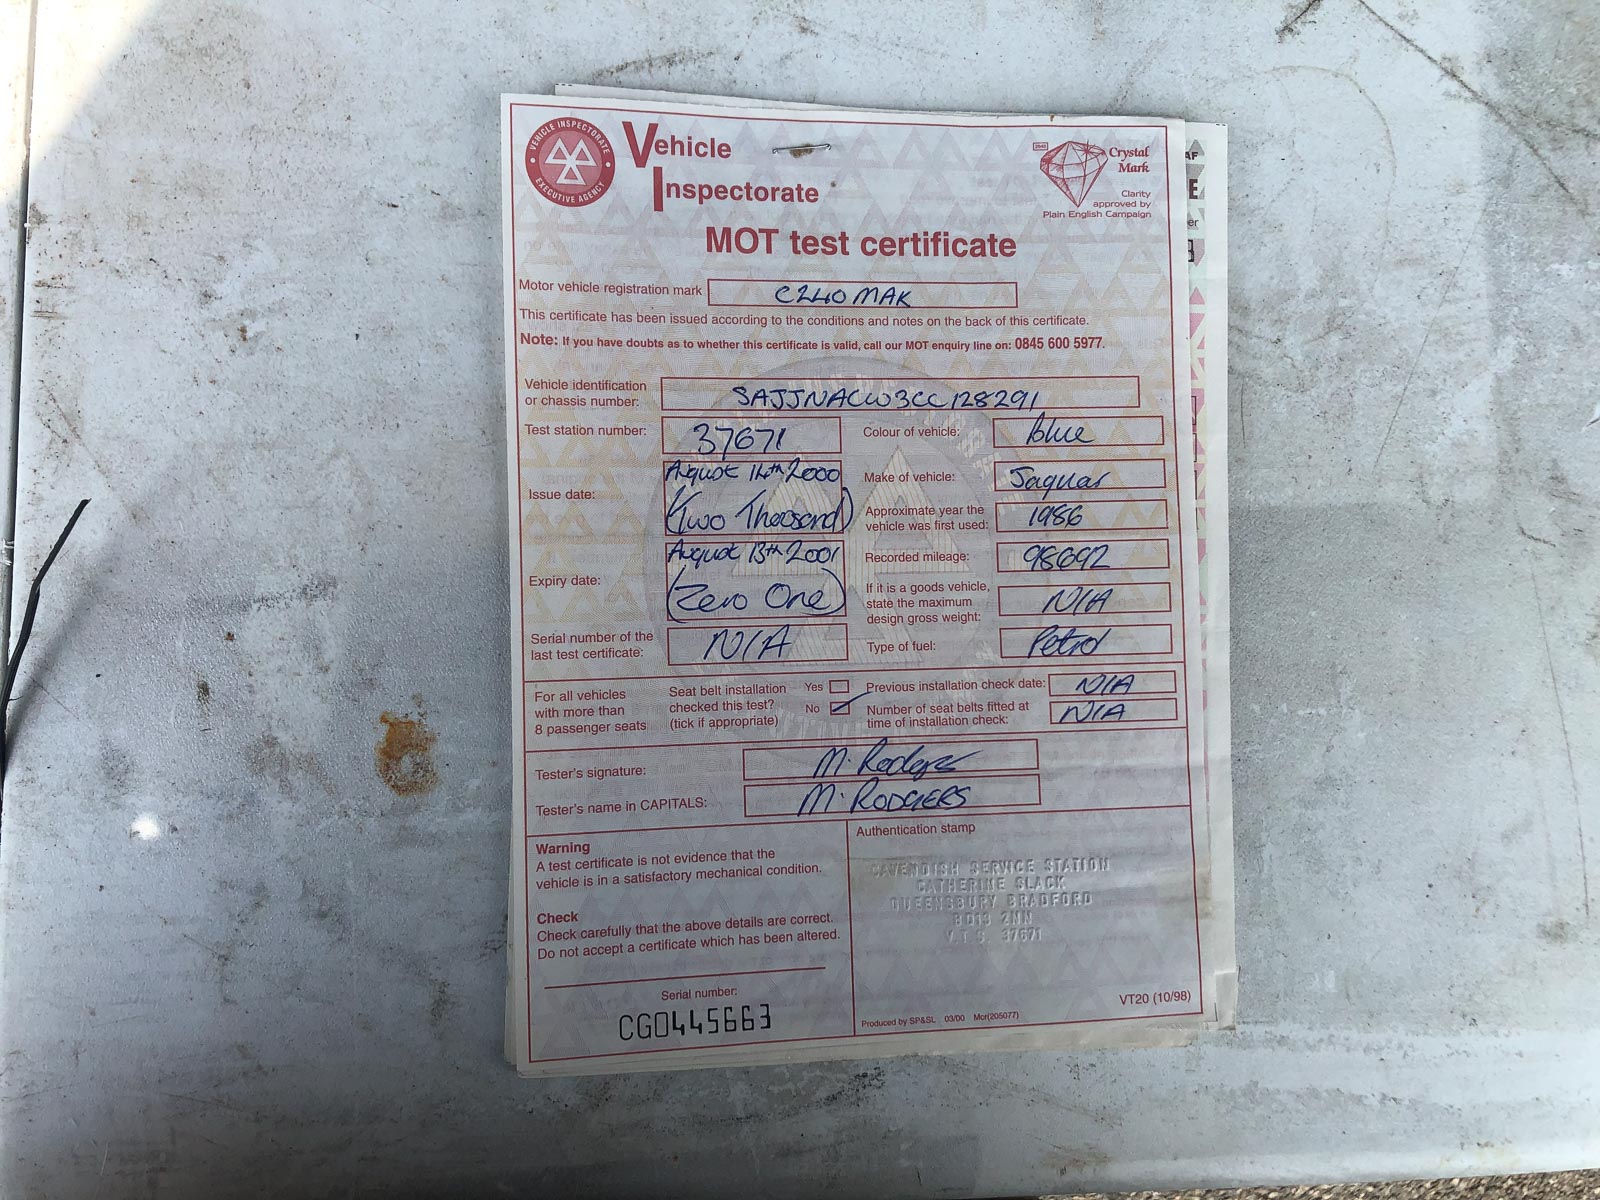 VEHICLE INSPECTORATE
EXECUTIVE AGENCY
Vehicle
Inspectorate
Crystal
Mark
Clarity
approved by
Plain English Campaign
MOT test certificate
Motor vehicle registration mark C240 MAK
This certificate has been issued according to the conditions and notes on the back of this certificate.
Note: If you have doubts as to whether this certificate is valid, call our MOT enquiry line on: 0845 600 5977.
Vehicle identification
or chassis number: SAJJNACW3CC128291
Test station number: 37671
Colour of vehicle: Blue
Issue date: August 14th 2000
(Two Thousand)
Make of vehicle: Jaguar
Approximate year the
vehicle was first used: 1986
Expiry date: August 13th 2001
(Zero One)
Recorded mileage: 98692
If it is a goods vehicle,
state the maximum
design gross weight: N/A
Serial number of the
last test certificate: N/A
Type of fuel: Petrol
For all vehicles
with more than
8 passenger seats
Seat belt installation
checked this test?
(tick if appropriate)
Yes
No
Previous installation check date: N/A
Number of seat belts fitted at
time of installation check: N/A
Tester's signature: M. Rodgers
Tester's name in CAPITALS: M. RODGERS
Warning
A test certificate is not evidence that the
vehicle is in a satisfactory mechanical condition.
Check
Check carefully that the above details are correct.
Do not accept a certificate which has been altered.
Serial number:
CG0445663
Authentication stamp
CAVENDISH SERVICE STATION
CATHERINE SLACK
QUEENSBURY BRADFORD
BD13 2NN
V.T.S. 37671
VT20 (10/98)
Produced by SP&SL 03/00 Mcr(205077)